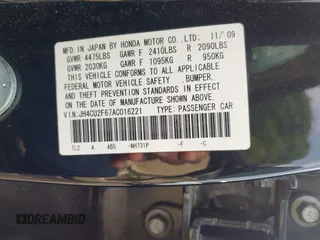 MFD. IN JAPAN BY HONDA MOTOR CO., LTD. 11/09
GVWR 4475LBS GAWR F 2410LBS R 2090LBS
GVWR 2030KG GAWR F 1095KG R 950KG
THIS VEHICLE CONFORMS TO ALL APPLICABLE
FEDERAL MOTOR VEHICLE SAFETY, BUMPER,
AND THEFT PREVENTION STANDARDS IN EFFECT ON
THE DATE OF MANUFACTURE SHOWN ABOVE.
V.I.N: JH4CU2F67AC016221 TYPE: PASSENGER CAR
TL2 A AB5 -NH731P -F -C
DREAMBID